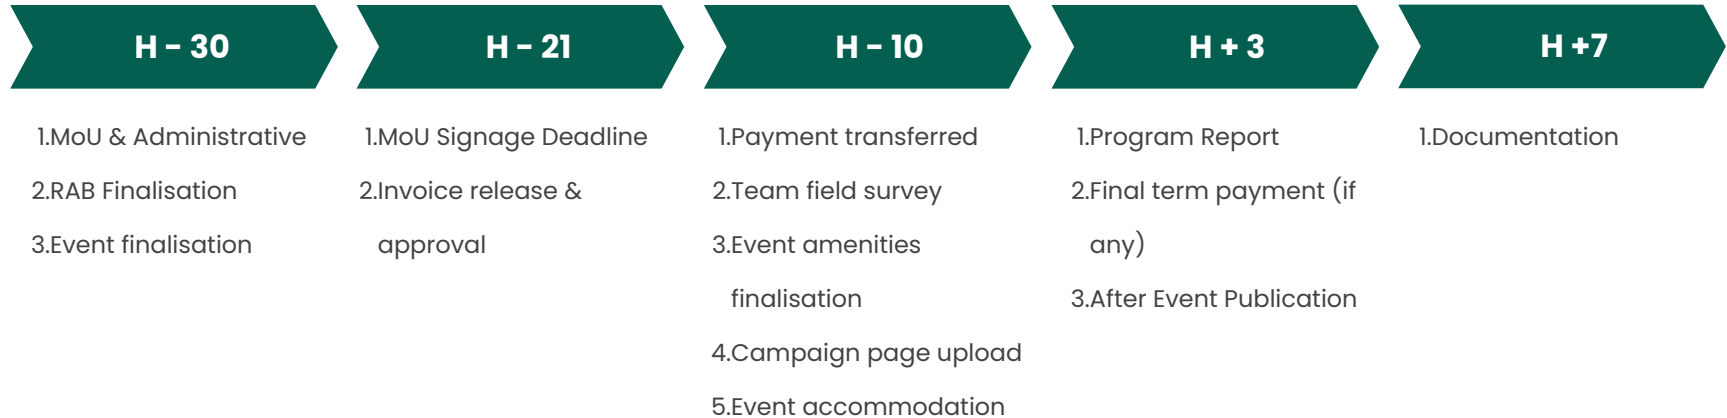 H - 30
1.MoU & Administrative
2.RAB Finalisation
3.Event finalisation
H - 21
1.MoU Signage Deadline
2.Invoice release &
approval
H - 10
1.Payment transferred
2.Team field survey
3.Event amenities
finalisation
4.Campaign page upload
5.Event accommodation
H + 3
1.Program Report
2.Final term payment (if
any)
3.After Event Publication
H +7
1.Documentation